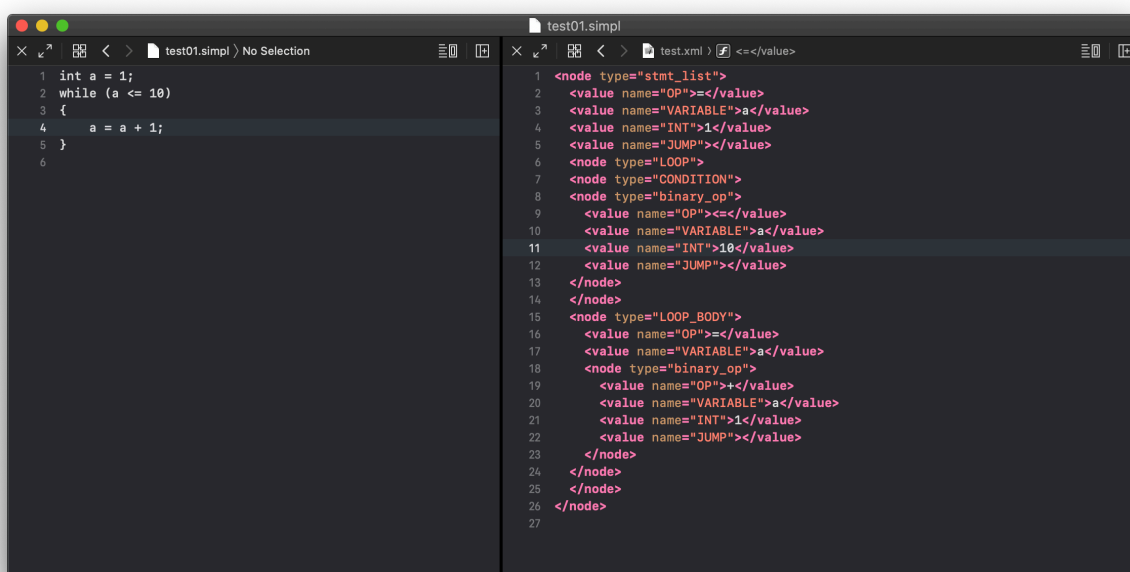 test01.simpl
test01.simpl 〉 No Selection
1 int a = 1;
2 while (a <= 10)
3 {
4     a = a + 1;
5 }
6
test.xml 〉 f <=</value>
1 <node type="stmt_list">
2   <value name="OP">=</value>
3   <value name="VARIABLE">a</value>
4   <value name="INT">1</value>
5   <value name="JUMP"></value>
6   <node type="LOOP">
7   <node type="CONDITION">
8   <node type="binary_op">
9     <value name="OP"><=</value>
10     <value name="VARIABLE">a</value>
11     <value name="INT">10</value>
12     <value name="JUMP"></value>
13   </node>
14   </node>
15   <node type="LOOP_BODY">
16     <value name="OP">=</value>
17     <value name="VARIABLE">a</value>
18     <node type="binary_op">
19       <value name="OP">+</value>
20       <value name="VARIABLE">a</value>
21       <value name="INT">1</value>
22       <value name="JUMP"></value>
23     </node>
24   </node>
25   </node>
26 </node>
27